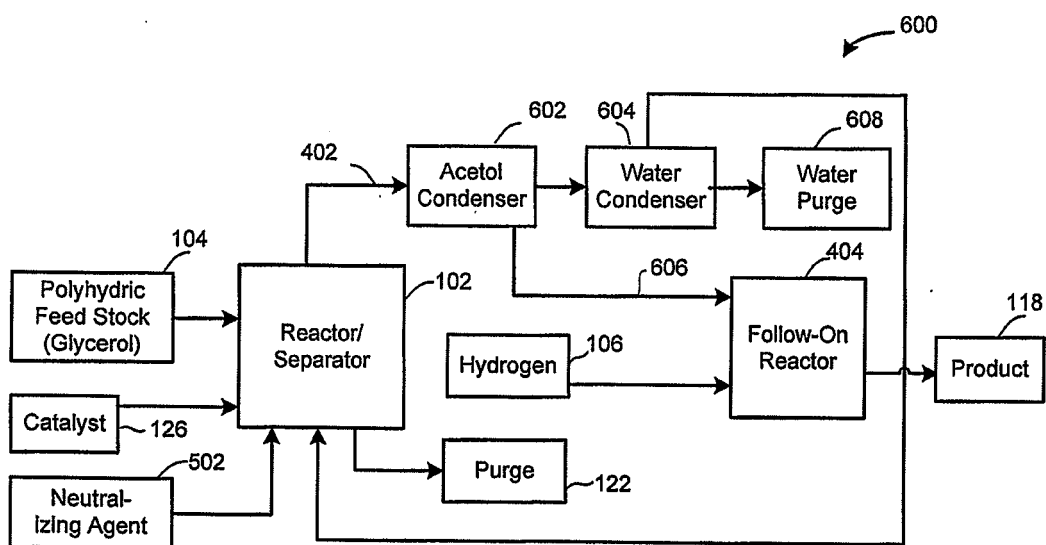 600
602
604
608
402
Acetol
Condenser
Water
Condenser
Water
Purge
104
102
606
404
118
Polyhydric
Feed Stock
(Glycerol)
Reactor/
Separator
Hydrogen
106
Follow-On
Reactor
Product
Catalyst
126
502
Purge
122
Neutral-
izing Agent